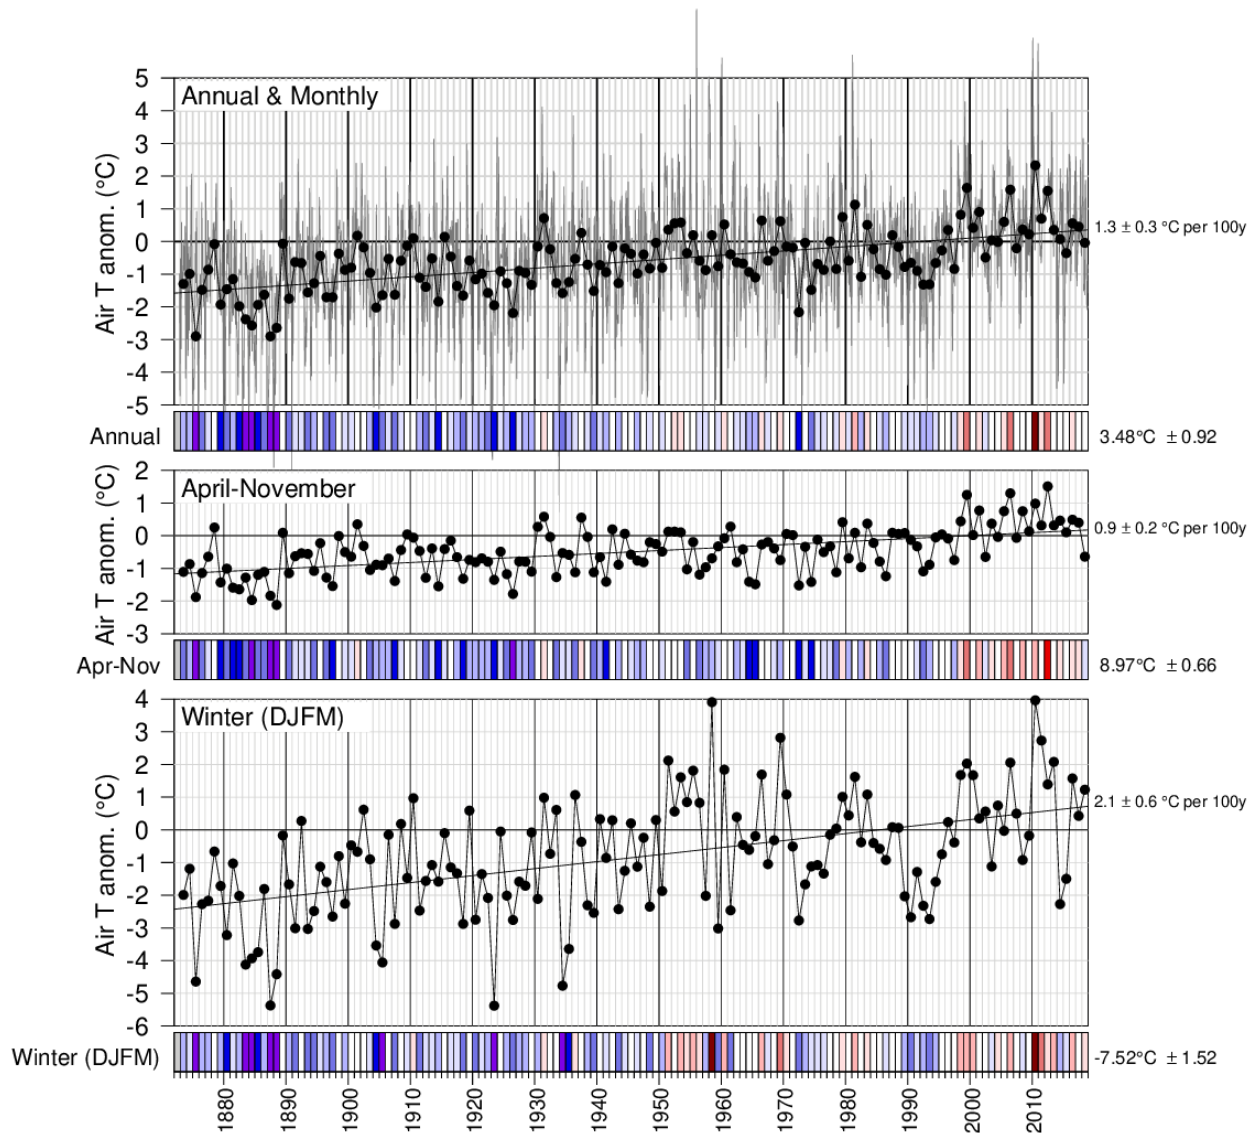 Annual & Monthly
Air T anom. (°C)
5
4
3
2
1
0
-1
-2
-3
-4
-5
1.3 ± 0.3 °C per 100y
Annual
3.48°C ± 0.92
April-November
Air T anom. (°C)
2
1
0
-1
-2
-3
0.9 ± 0.2 °C per 100y
Apr-Nov
8.97°C ± 0.66
Winter (DJFM)
Air T anom. (°C)
4
3
2
1
0
-1
-2
-3
-4
-5
-6
2.1 ± 0.6 °C per 100y
Winter (DJFM)
-7.52°C ± 1.52
1880 1890 1900 1910 1920 1930 1940 1950 1960 1970 1980 1990 2000 2010